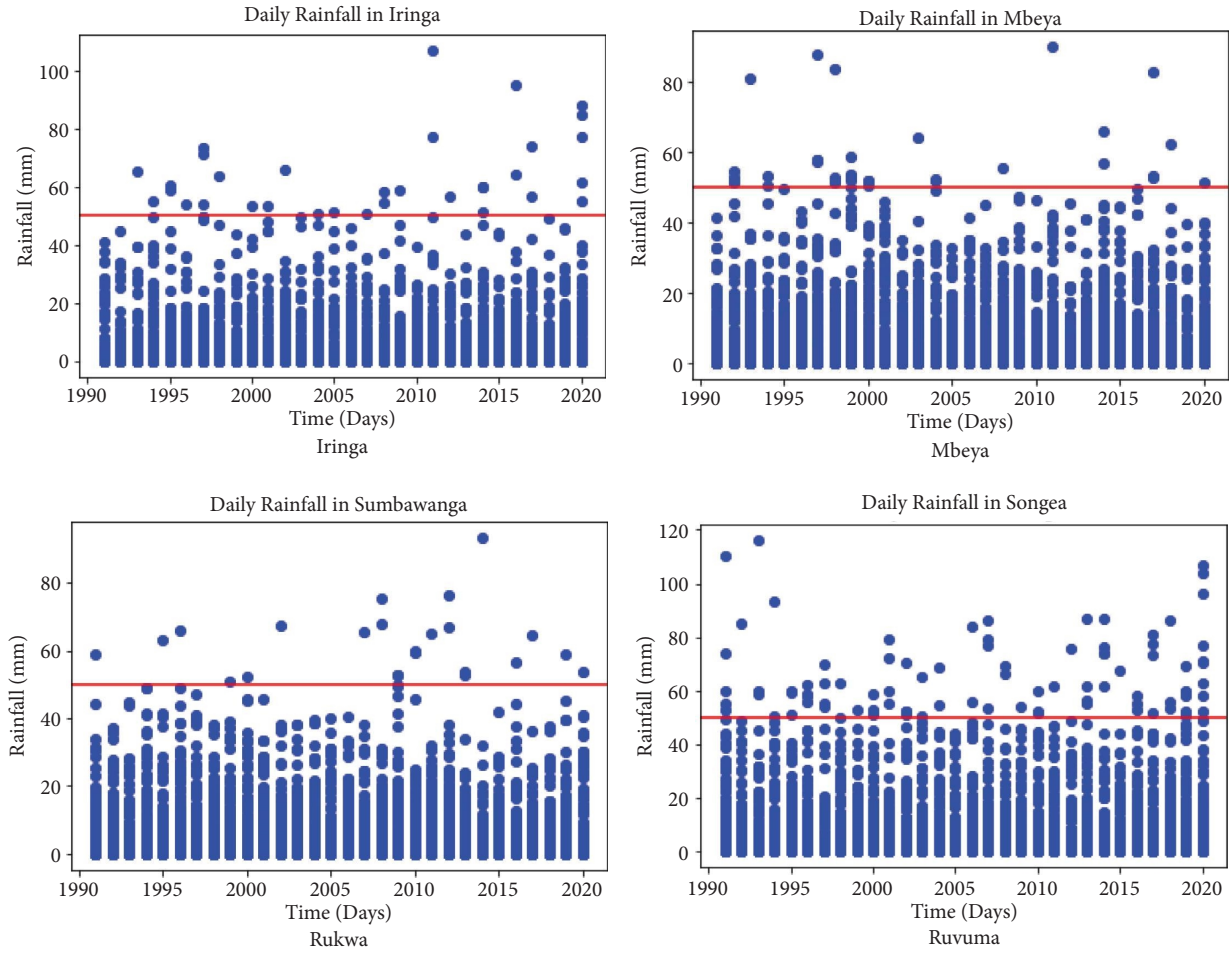 Daily Rainfall in Iringa
Rainfall (mm)
100
80
60
40
20
0
1990 1995 2000 2005 2010 2015 2020
Time (Days)
Iringa
Daily Rainfall in Mbeya
Rainfall (mm)
80
60
40
20
0
1990 1995 2000 2005 2010 2015 2020
Time (Days)
Mbeya
Daily Rainfall in Sumbawanga
Rainfall (mm)
80
60
40
20
0
1990 1995 2000 2005 2010 2015 2020
Time (Days)
Rukwa
Daily Rainfall in Songea
Rainfall (mm)
120
100
80
60
40
20
0
1990 1995 2000 2005 2010 2015 2020
Time (Days)
Ruvuma